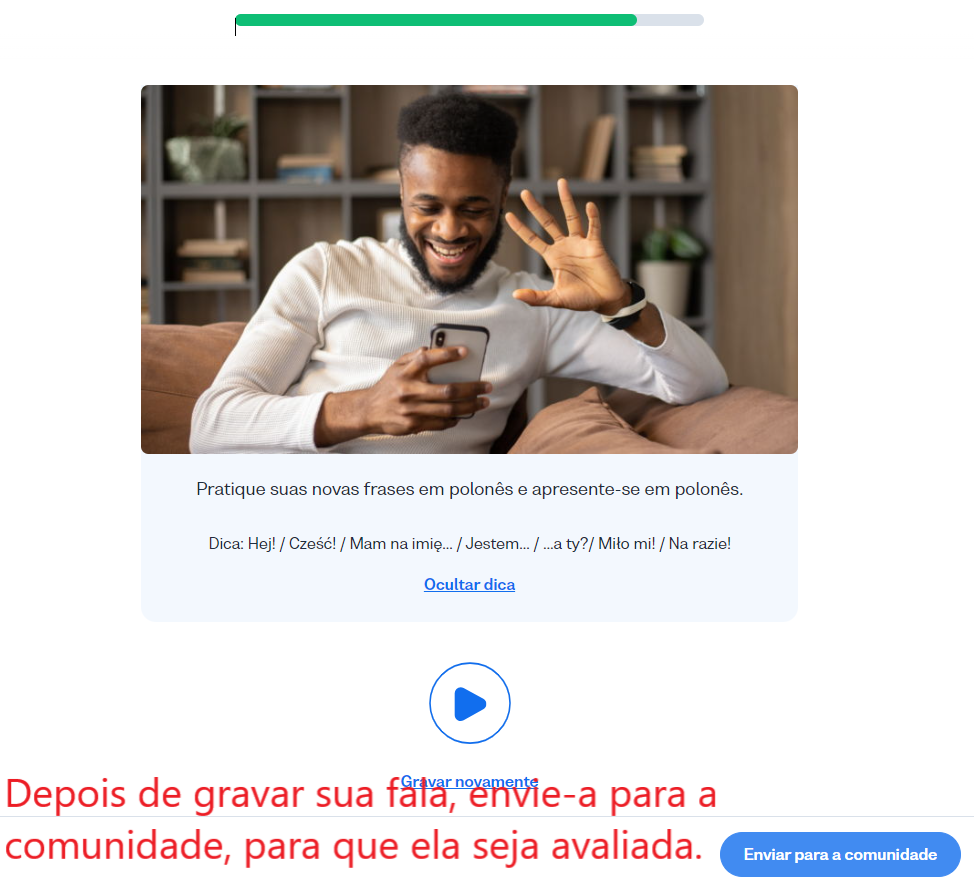 Pratique suas novas frases em polonês e apresente-se em polonês.
Dica: Hej! / Cześć! / Mam na imię... / Jestem... / ...a ty?/ Miło mi! / Na razie!
Ocultar dica
Gravar novamente
Depois de gravar sua fala, envie-a para a
comunidade, para que ela seja avaliada.
Enviar para a comunidade